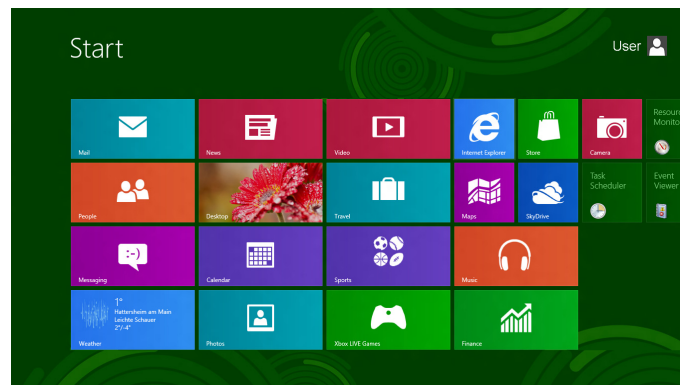 Start
User
Mail
News
Video
Internet Explorer
Store
Camera
Resour
Monito
People
Desktop
Travel
Maps
SkyDrive
Task
Scheduler
Event
Viewer
:-)
Messaging
Calendar
Sports
Music
1°
Hattersheim am Main
Leichte Schauer
2°/-4°
Weather
Photos
Xbox LIVE Games
Finance